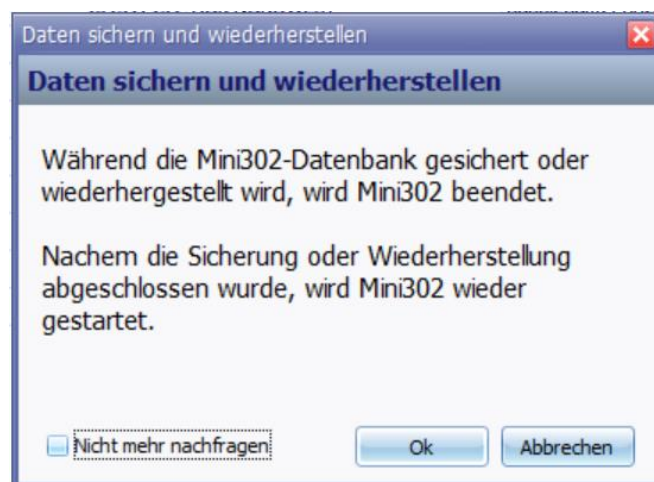 Daten sichern und wiederherstellen
Daten sichern und wiederherstellen
Während die Mini302-Datenbank gesichert oder
wiederhergestellt wird, wird Mini302 beendet.
Nachem die Sicherung oder Wiederherstellung
abgeschlossen wurde, wird Mini302 wieder
gestartet.
Nicht mehr nachfragen Ok Abbrechen